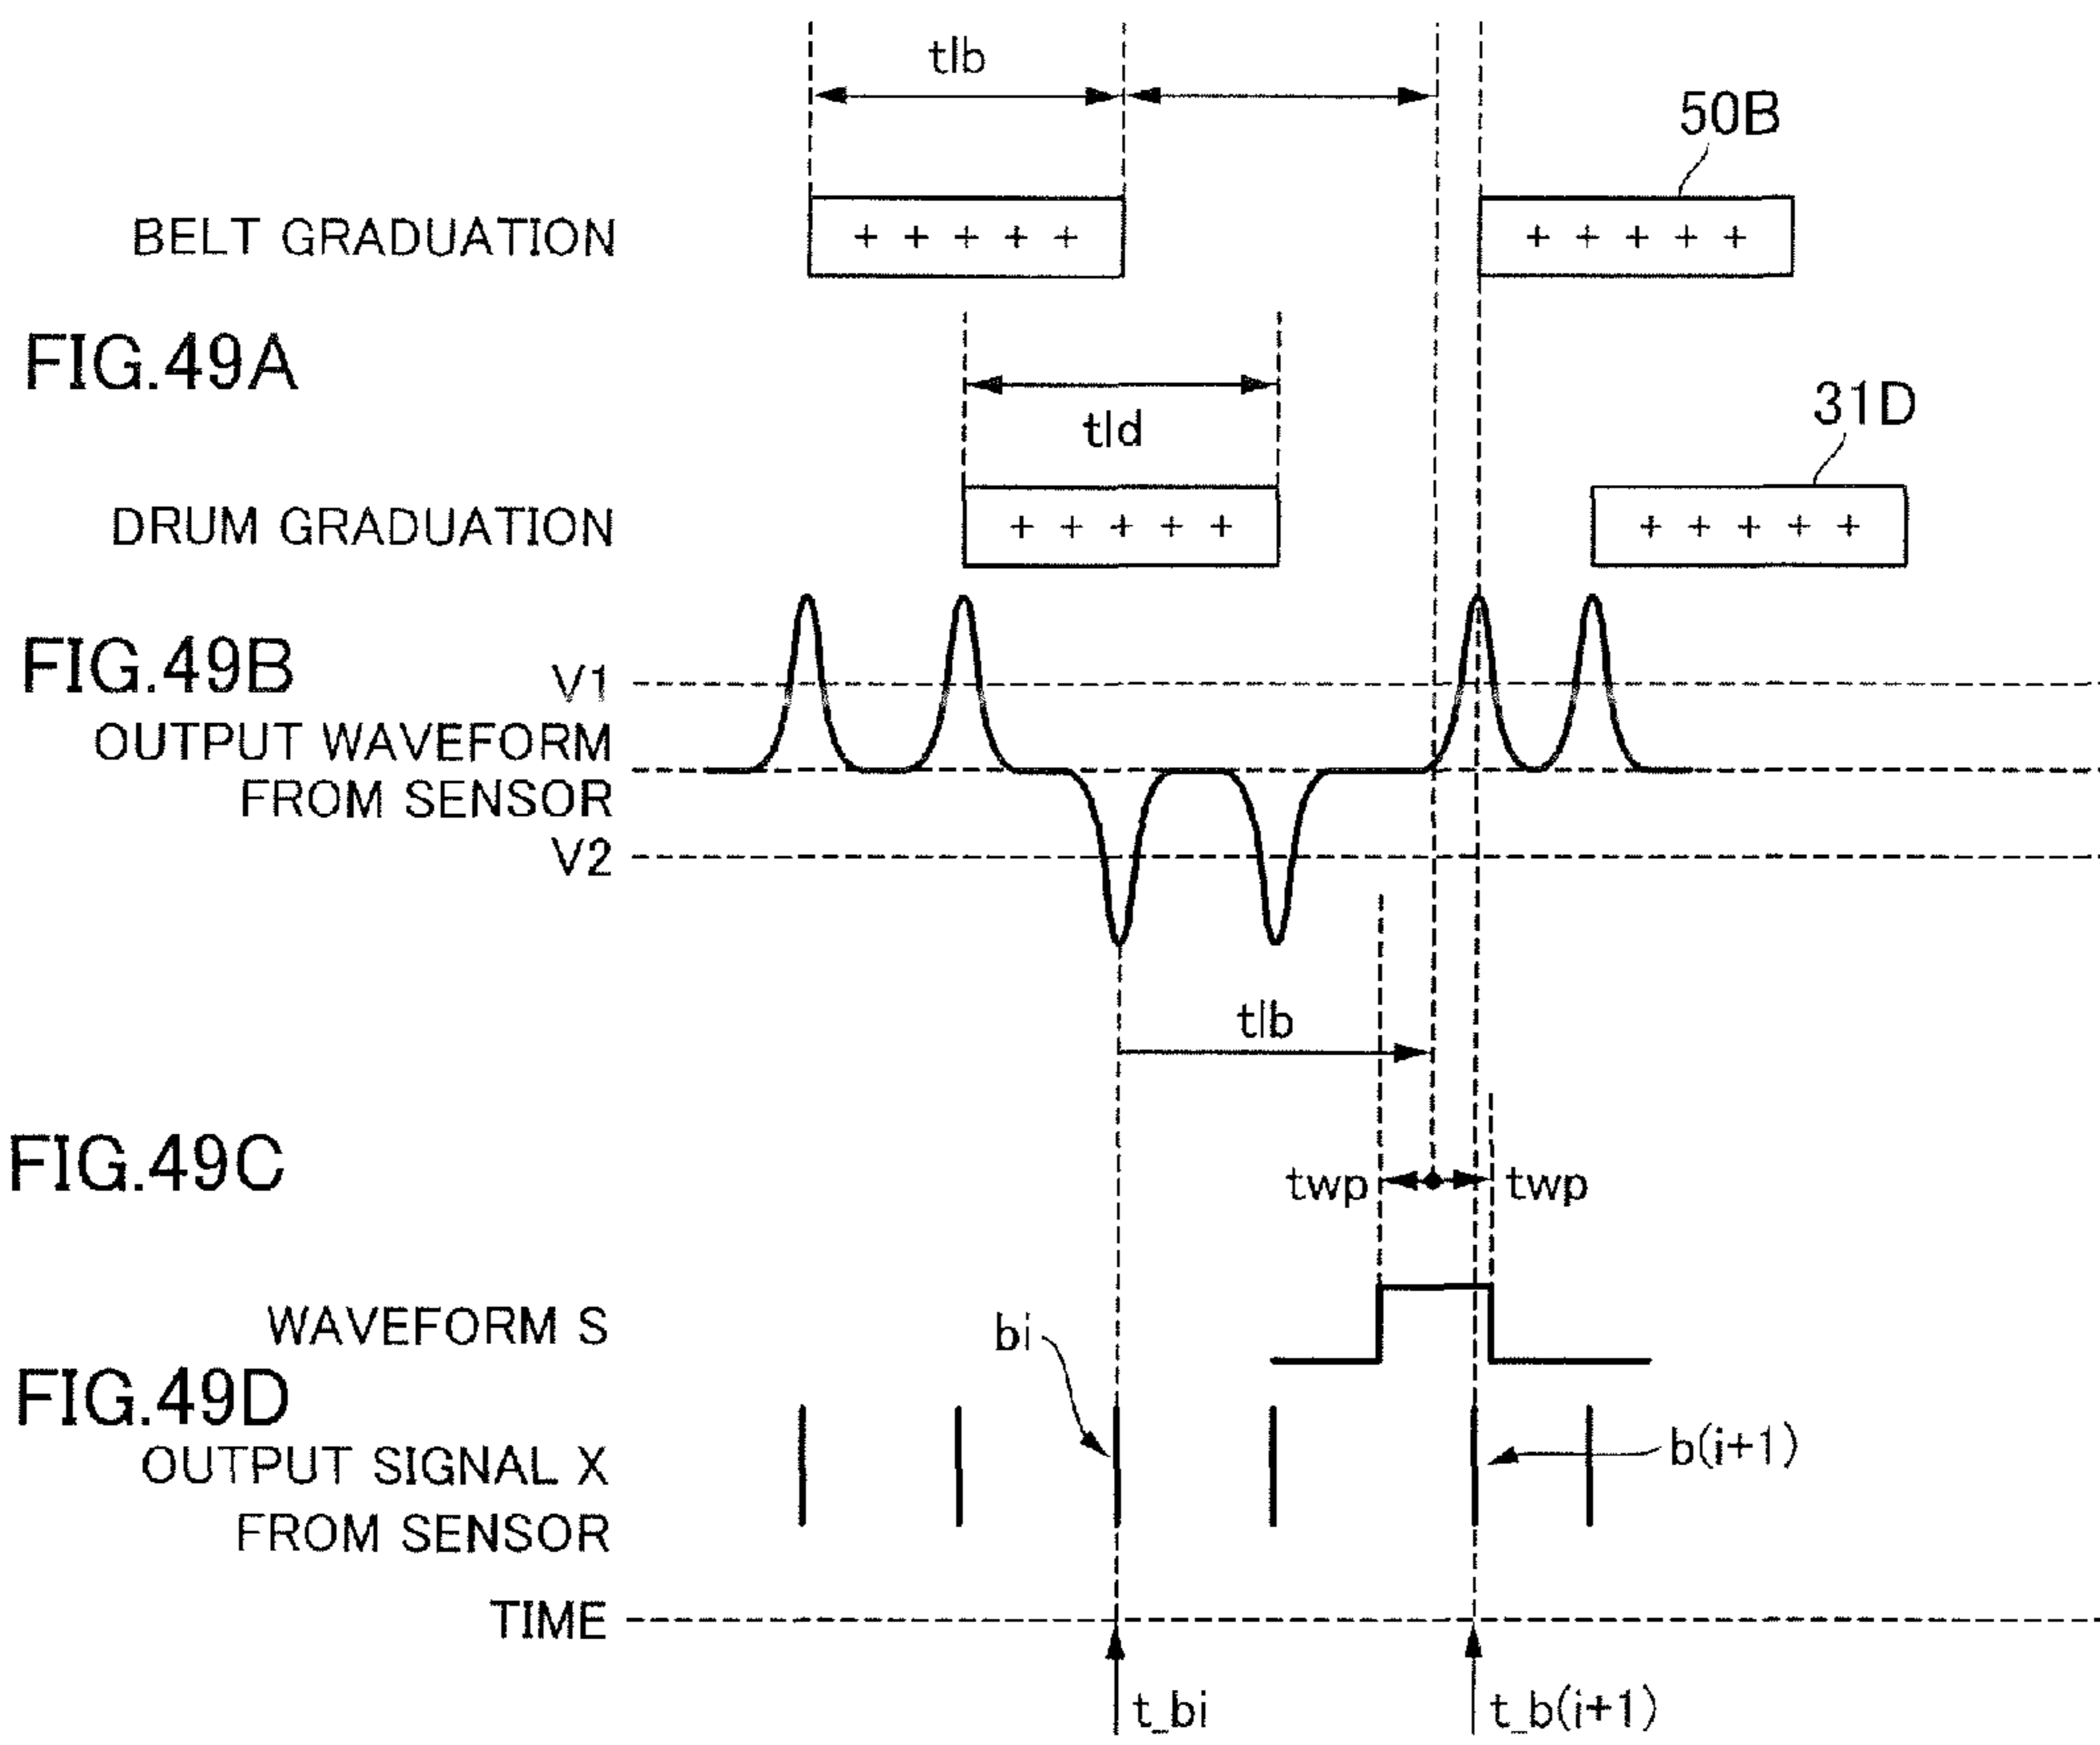 tlb
50B
BELT GRADUATION
+ + + + +
+ + + + +
FIG.49A
tld
31D
DRUM GRADUATION
+ + + + +
+ + + + +
FIG.49B
V1
OUTPUT WAVEFORM
FROM SENSOR
V2
tlb
FIG.49C
twp
twp
WAVEFORM S
bi
FIG.49D
OUTPUT SIGNAL X
FROM SENSOR
b(i+1)
TIME
t_bi
t_b(i+1)